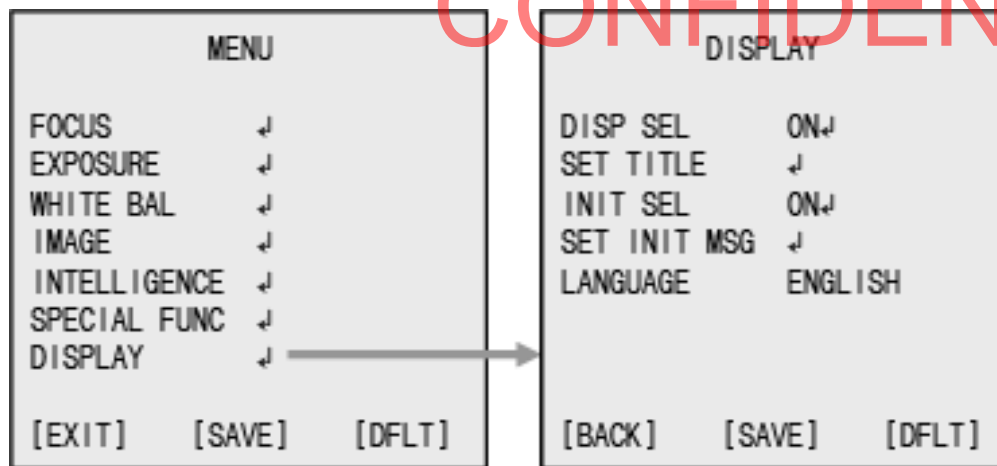 CONFIDEN
MENU
FOCUS ↲
EXPOSURE ↲
WHITE BAL ↲
IMAGE ↲
INTELLIGENCE ↲
SPECIAL FUNC ↲
DISPLAY ↲
[EXIT] [SAVE] [DFLT]
DISPLAY
DISP SEL ON↲
SET TITLE ↲
INIT SEL ON↲
SET INIT MSG ↲
LANGUAGE ENGLISH
[BACK] [SAVE] [DFLT]